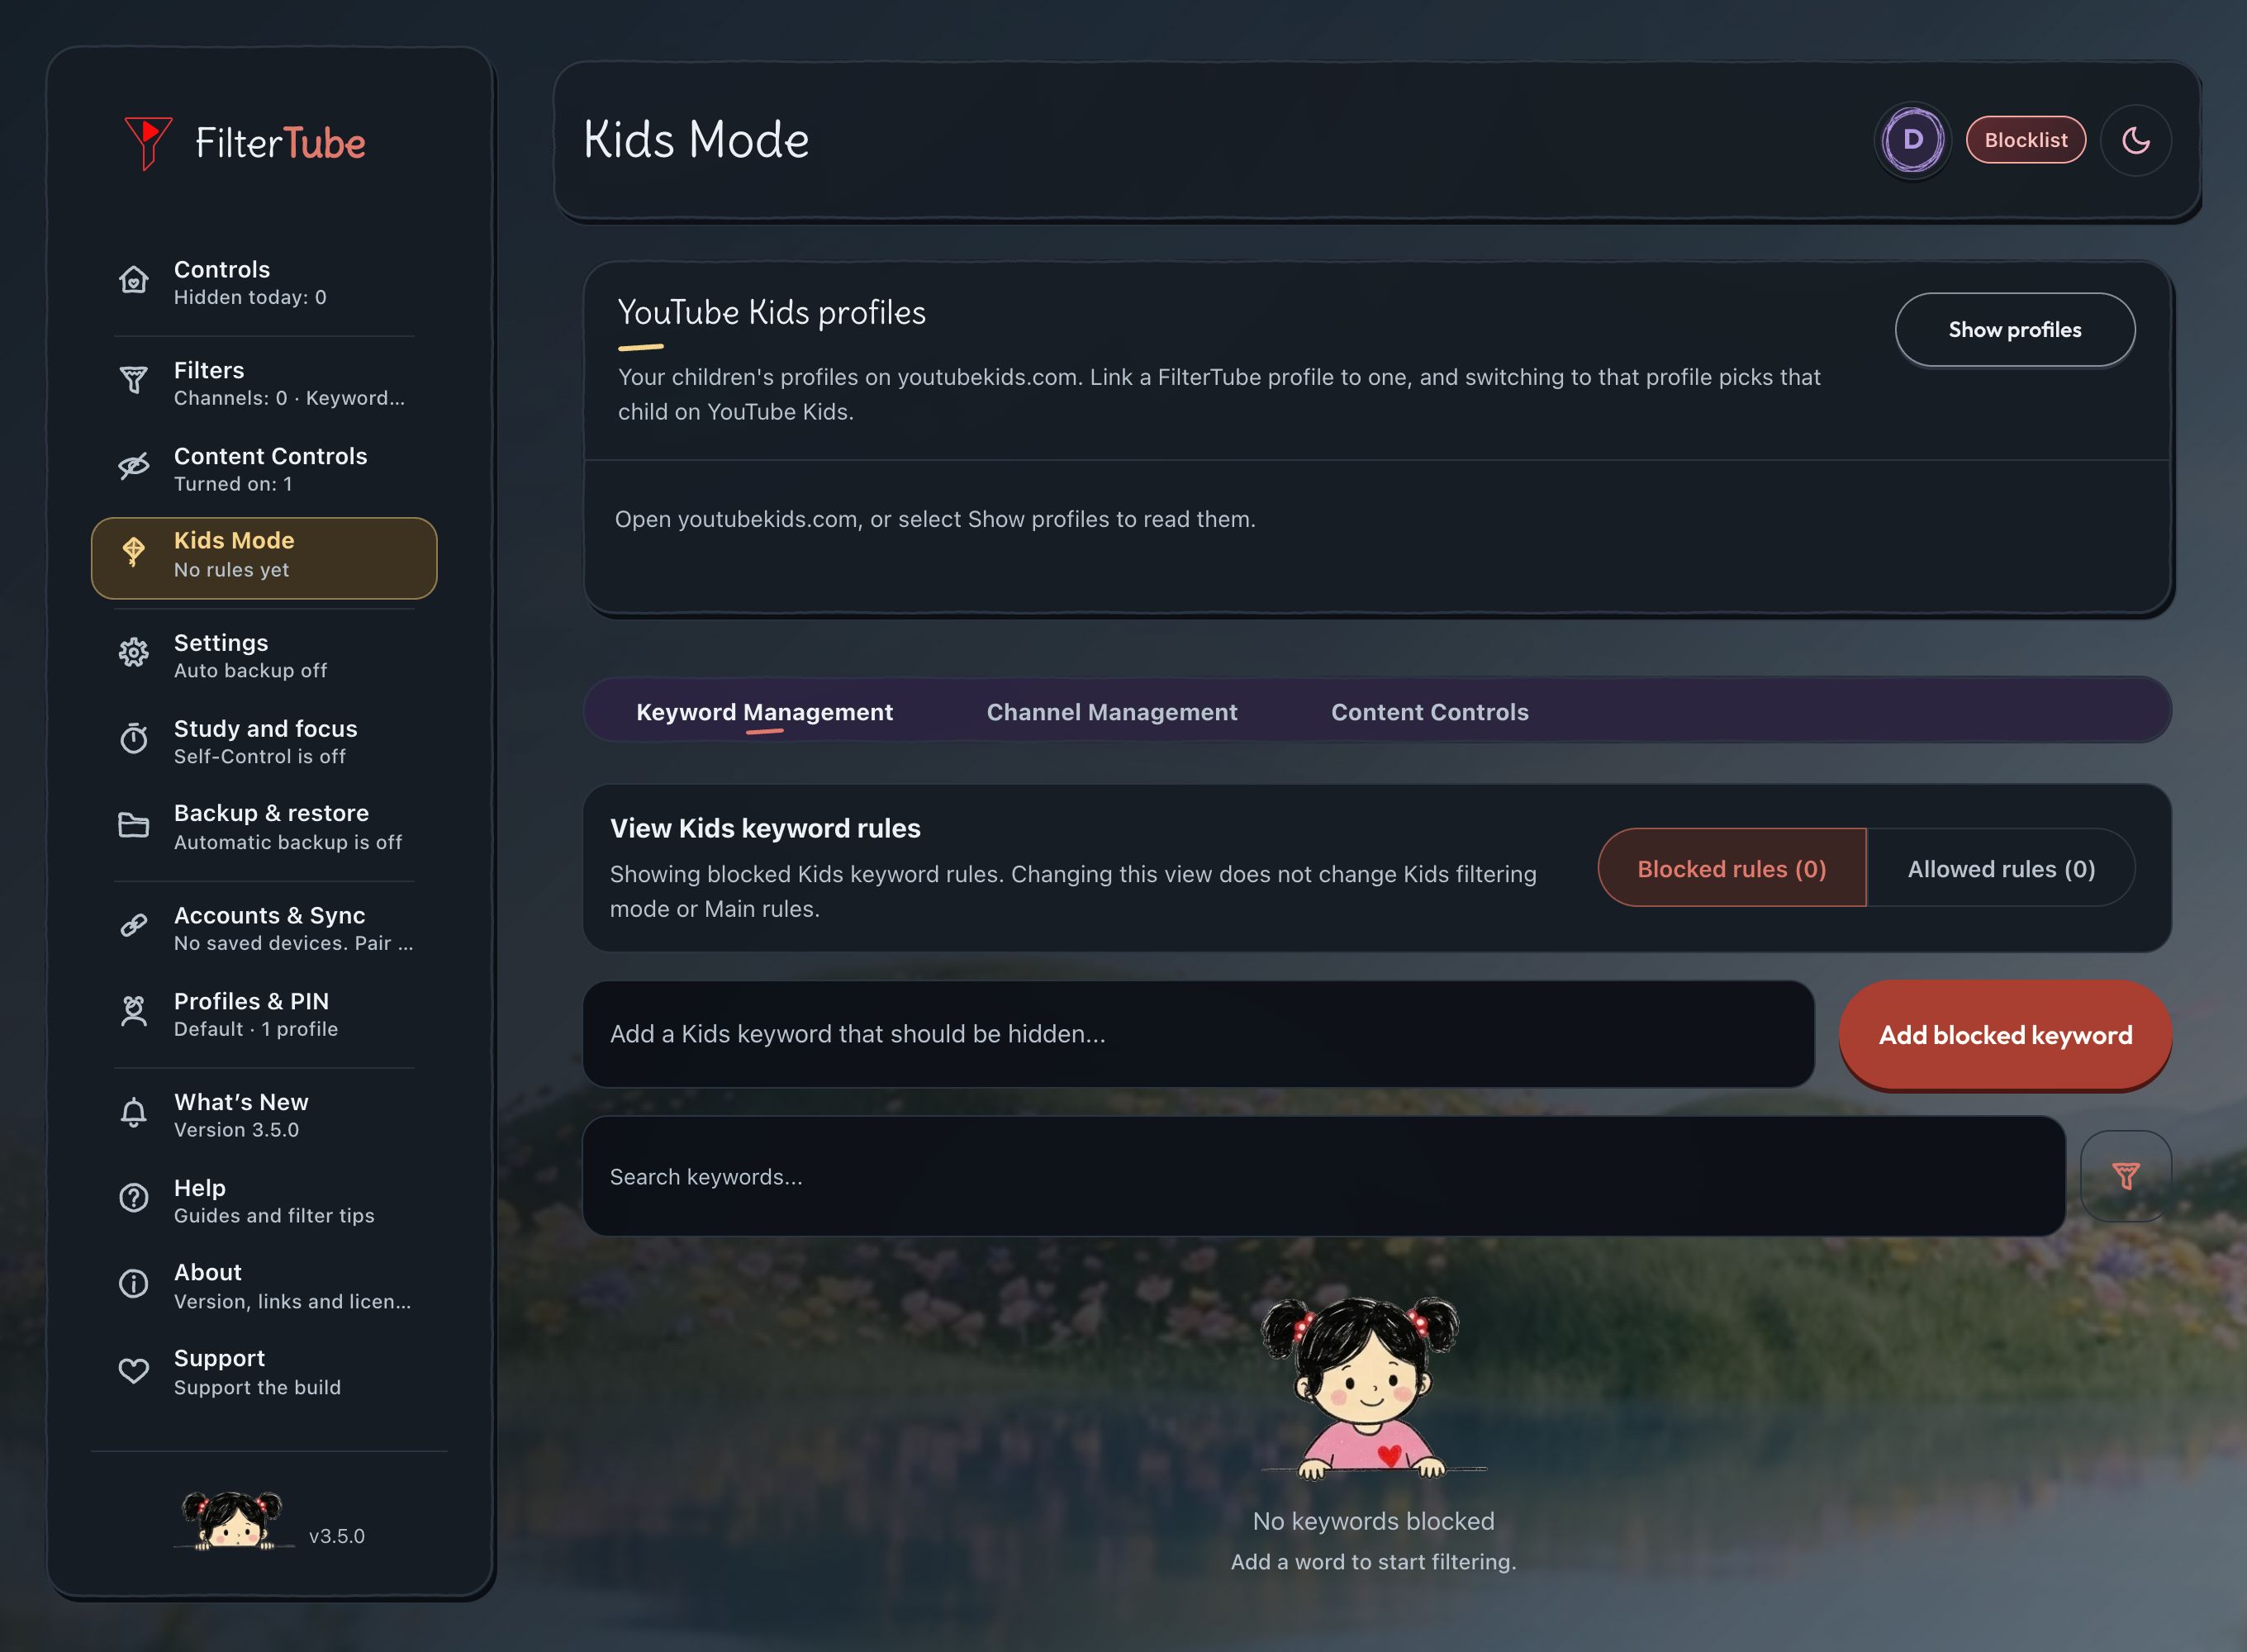 FilterTube
Controls
Hidden today: 0
Filters
Channels: 0 · Keyword...
Content Controls
Turned on: 1
Kids Mode
No rules yet
Settings
Auto backup off
Study and focus
Self-Control is off
Backup & restore
Automatic backup is off
Accounts & Sync
No saved devices. Pair ...
Profiles & PIN
Default · 1 profile
What’s New
Version 3.5.0
Help
Guides and filter tips
About
Version, links and licen...
Support
Support the build
v3.5.0
Kids Mode
D
Blocklist
YouTube Kids profiles
Show profiles
Your children's profiles on youtubekids.com. Link a FilterTube profile to one, and switching to that profile picks that
child on YouTube Kids.
Open youtubekids.com, or select Show profiles to read them.
Keyword Management
Channel Management
Content Controls
View Kids keyword rules
Showing blocked Kids keyword rules. Changing this view does not change Kids filtering
mode or Main rules.
Blocked rules (0)
Allowed rules (0)
Add a Kids keyword that should be hidden...
Add blocked keyword
Search keywords...
No keywords blocked
Add a word to start filtering.